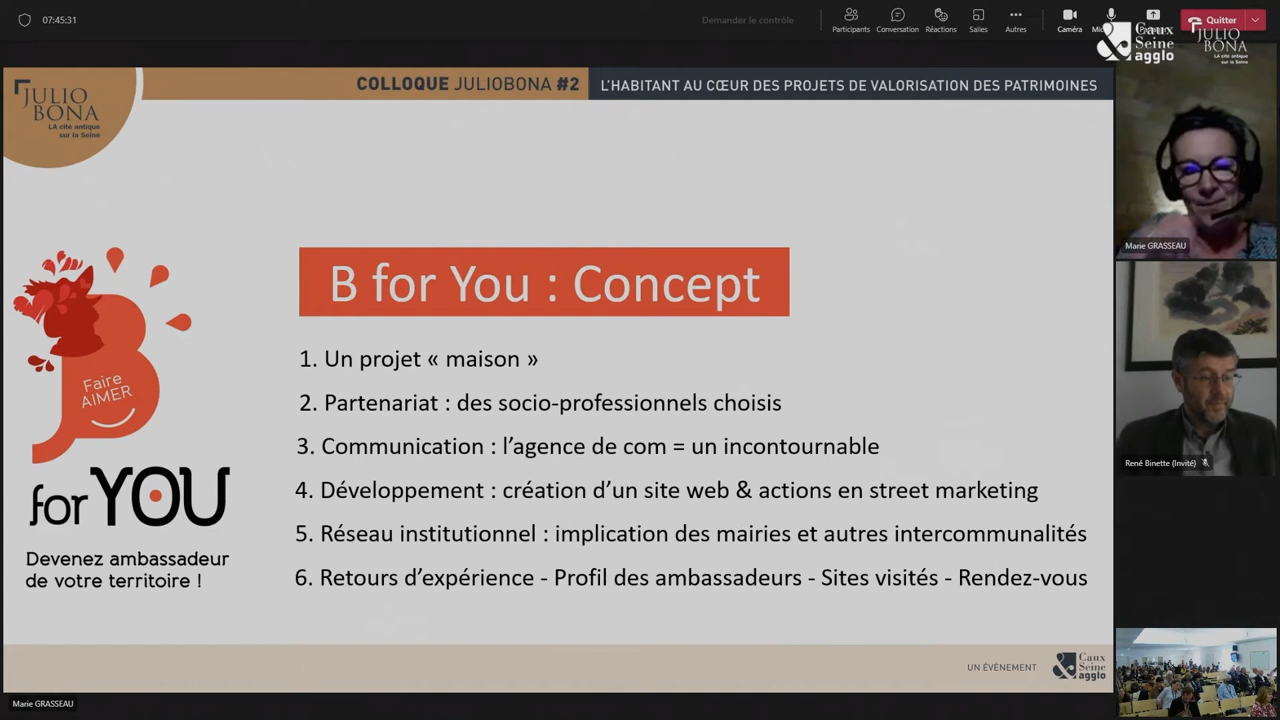 07:45:31
Demander le contrôle
Participants
Conversation
Réactions
Salles
Autres
Caméra
Quitter
Caux
Seine
agglo
JULIO
BONA
LA cité antique
sur la Seine
JULIO
BONA
LA cité antique
sur la Seine
COLLOQUE JULIOBONA #2
L'HABITANT AU CŒUR DES PROJETS DE VALORISATION DES PATRIMOINES
B for You : Concept
1. Un projet « maison »
2. Partenariat : des socio-professionnels choisis
3. Communication : l'agence de com = un incontournable
4. Développement : création d'un site web & actions en street marketing
5. Réseau institutionnel : implication des mairies et autres intercommunalités
6. Retours d'expérience - Profil des ambassadeurs - Sites visités - Rendez-vous
B
Faire
AIMER
for YOU
Devenez ambassadeur
de votre territoire !
UN ÉVÈNEMENT
Caux
Seine
agglo
Marie GRASSEAU
René Binette (Invité)
Marie GRASSEAU